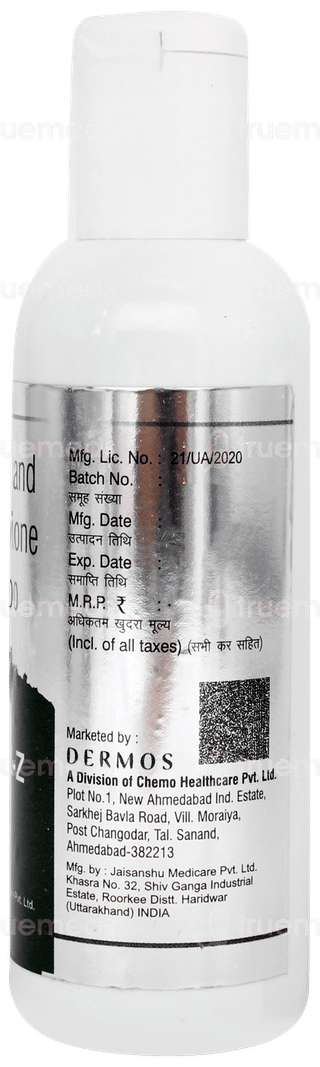 and
ione
oo
-Z
Pvt. Ltd.
Mfg. Lic. No. : 21/UA/2020
Batch No. :
समूह संख्या
Mfg. Date :
उत्पादन तिथि
Exp. Date :
समाप्ति तिथि
M.R.P. ₹ :
अधिकतम खुदरा मूल्य
(Incl. of all taxes) (सभी कर सहित)
Marketed by :
DERMOS
A Division of Chemo Healthcare Pvt. Ltd.
Plot No.1, New Ahmedabad Ind. Estate,
Sarkhej Bavla Road, Vill. Moraiya,
Post Changodar, Tal. Sanand,
Ahmedabad-382213
Mfg. by : Jaisanshu Medicare Pvt. Ltd.
Khasra No. 32, Shiv Ganga Industrial
Estate, Roorkee Distt. Haridwar
(Uttarakhand) INDIA